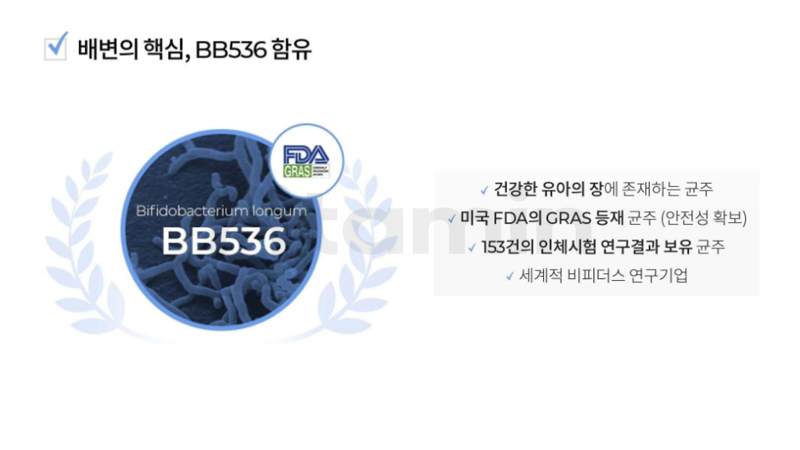 배변의 핵심, BB536 함유
FDA
GRAS
Bifidobacterium longum
BB536
건강한 유아의 장에 존재하는 균주
미국 FDA의 GRAS 등재 균주 (안전성 확보)
153건의 인체시험 연구결과 보유 균주
세계적 비피더스 연구기업
tamin